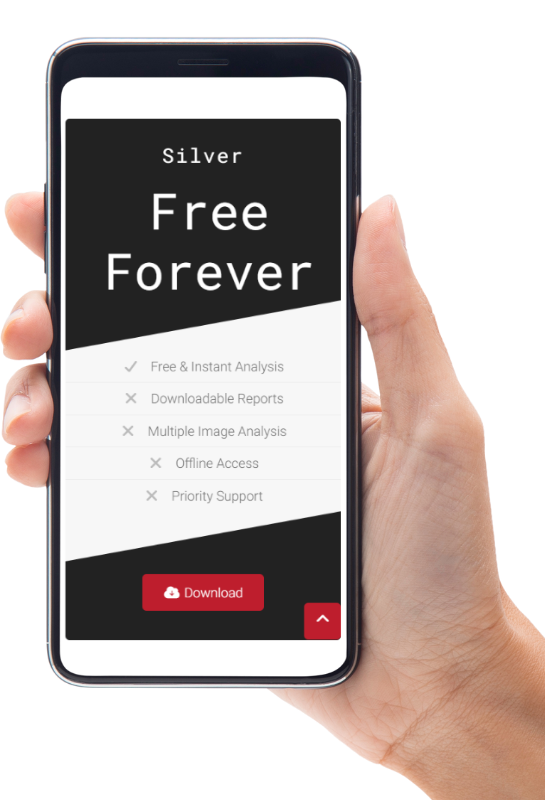 Silver
Free
Forever
Free & Instant Analysis
Downloadable Reports
Multiple Image Analysis
Offline Access
Priority Support
Download